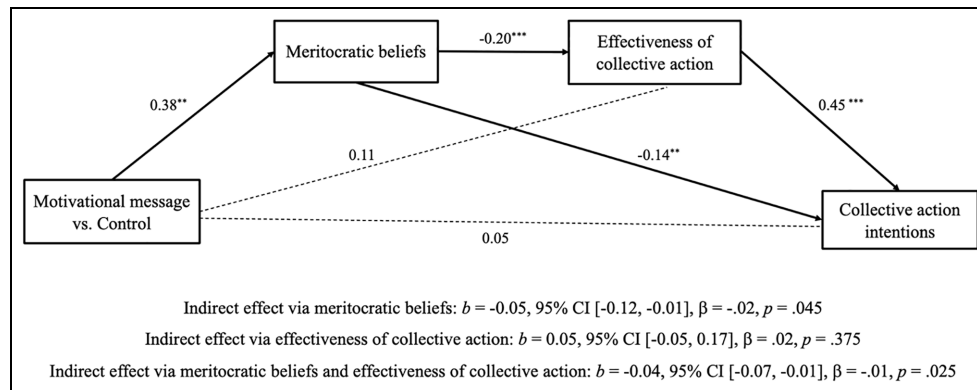 Meritocratic beliefs
-0.20***
Effectiveness of
collective action
0.38**
0.45 ***
0.11
-0.14**
Motivational message
vs. Control
0.05
Collective action
intentions
Indirect effect via meritocratic beliefs: b = -0.05, 95% CI [-0.12, -0.01], β = -.02, p = .045
Indirect effect via effectiveness of collective action: b = 0.05, 95% CI [-0.05, 0.17], β = .02, p = .375
Indirect effect via meritocratic beliefs and effectiveness of collective action: b = -0.04, 95% CI [-0.07, -0.01], β = -.01, p = .025